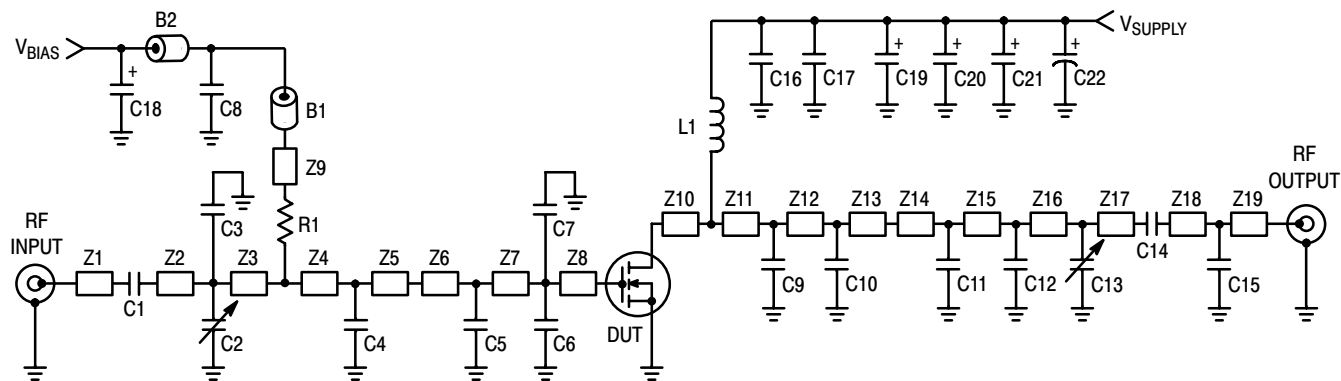 B2
V_BIAS
+
C18
C8
B1
Z9
R1
C3
RF
INPUT
Z1
C1
Z2
Z3
C2
Z4
C4
Z5
Z6
C5
Z7
C7
C6
Z8
DUT
V_SUPPLY
C16
C17
+
C19
+
C20
+
C21
+
C22
L1
Z10
Z11
C9
Z12
C10
Z13
Z14
C11
Z15
C12
Z16
C13
Z17
C14
Z18
C15
Z19
RF
OUTPUT